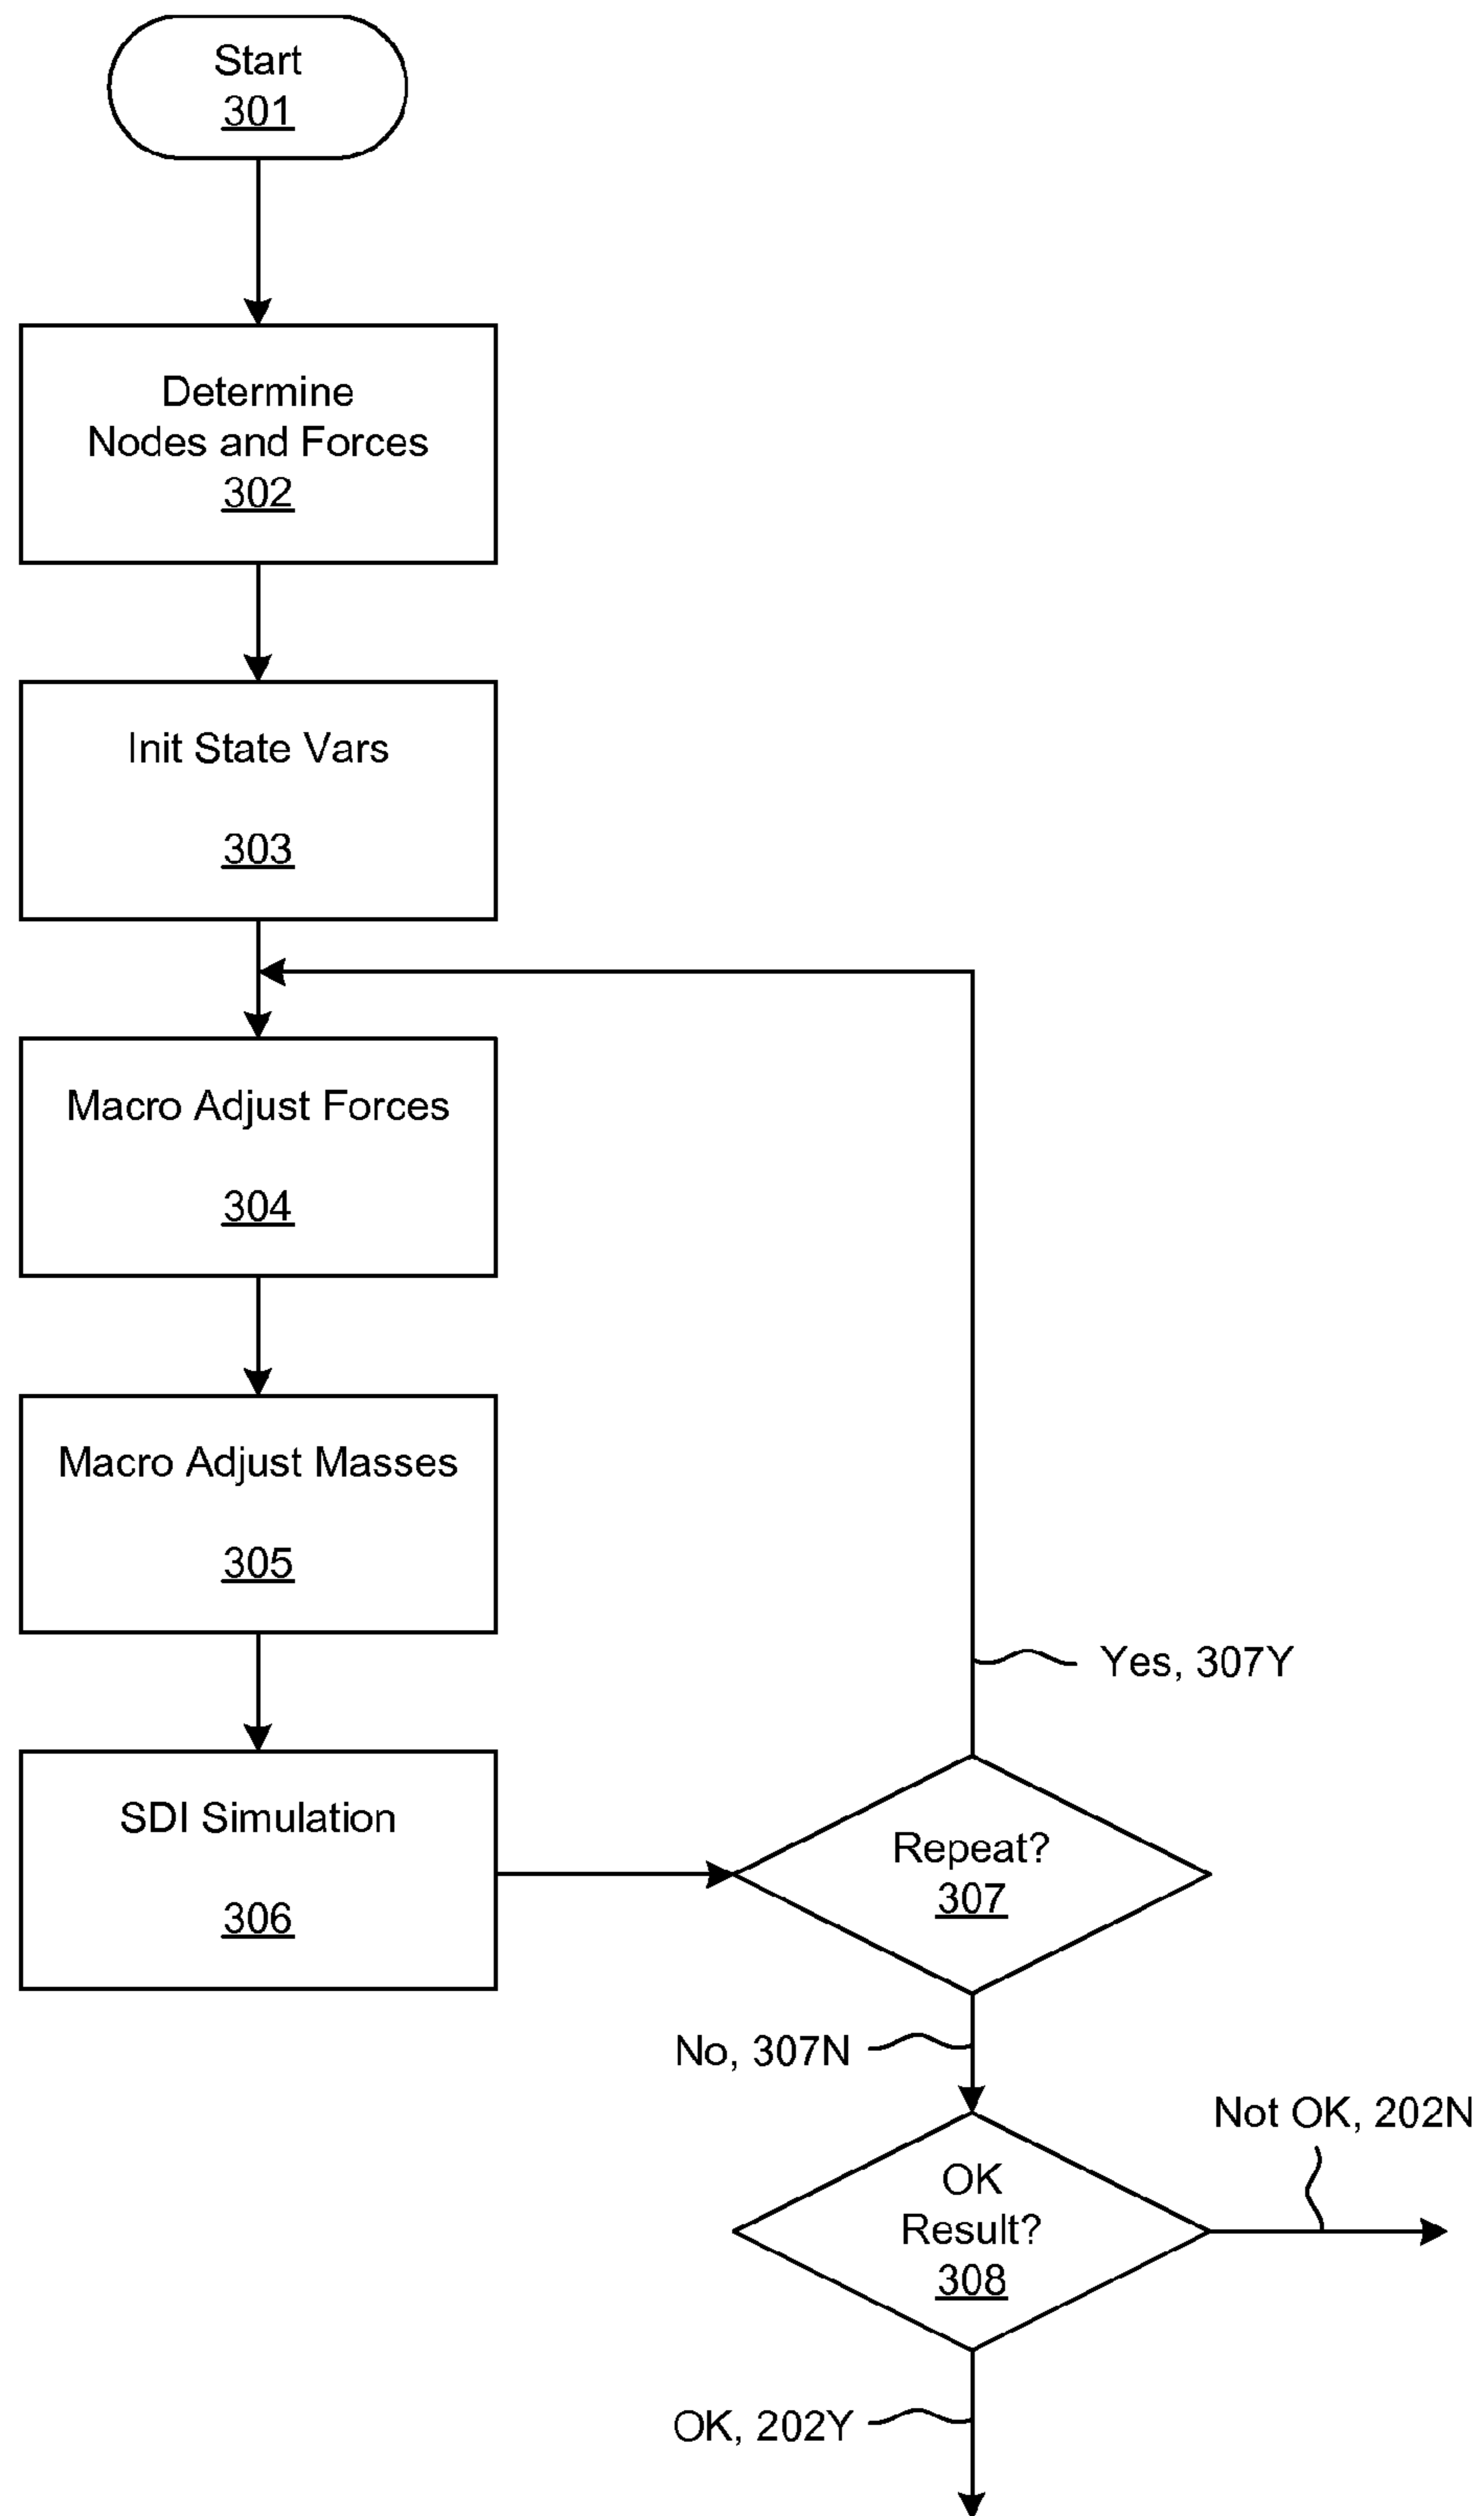 Start
301
Determine
Nodes and Forces
302
Init State Vars
303
Macro Adjust Forces
304
Macro Adjust Masses
305
Yes, 307Y
SDI Simulation
306
Repeat?
307
No, 307N
Not OK, 202N
OK
Result?
308
OK, 202Y